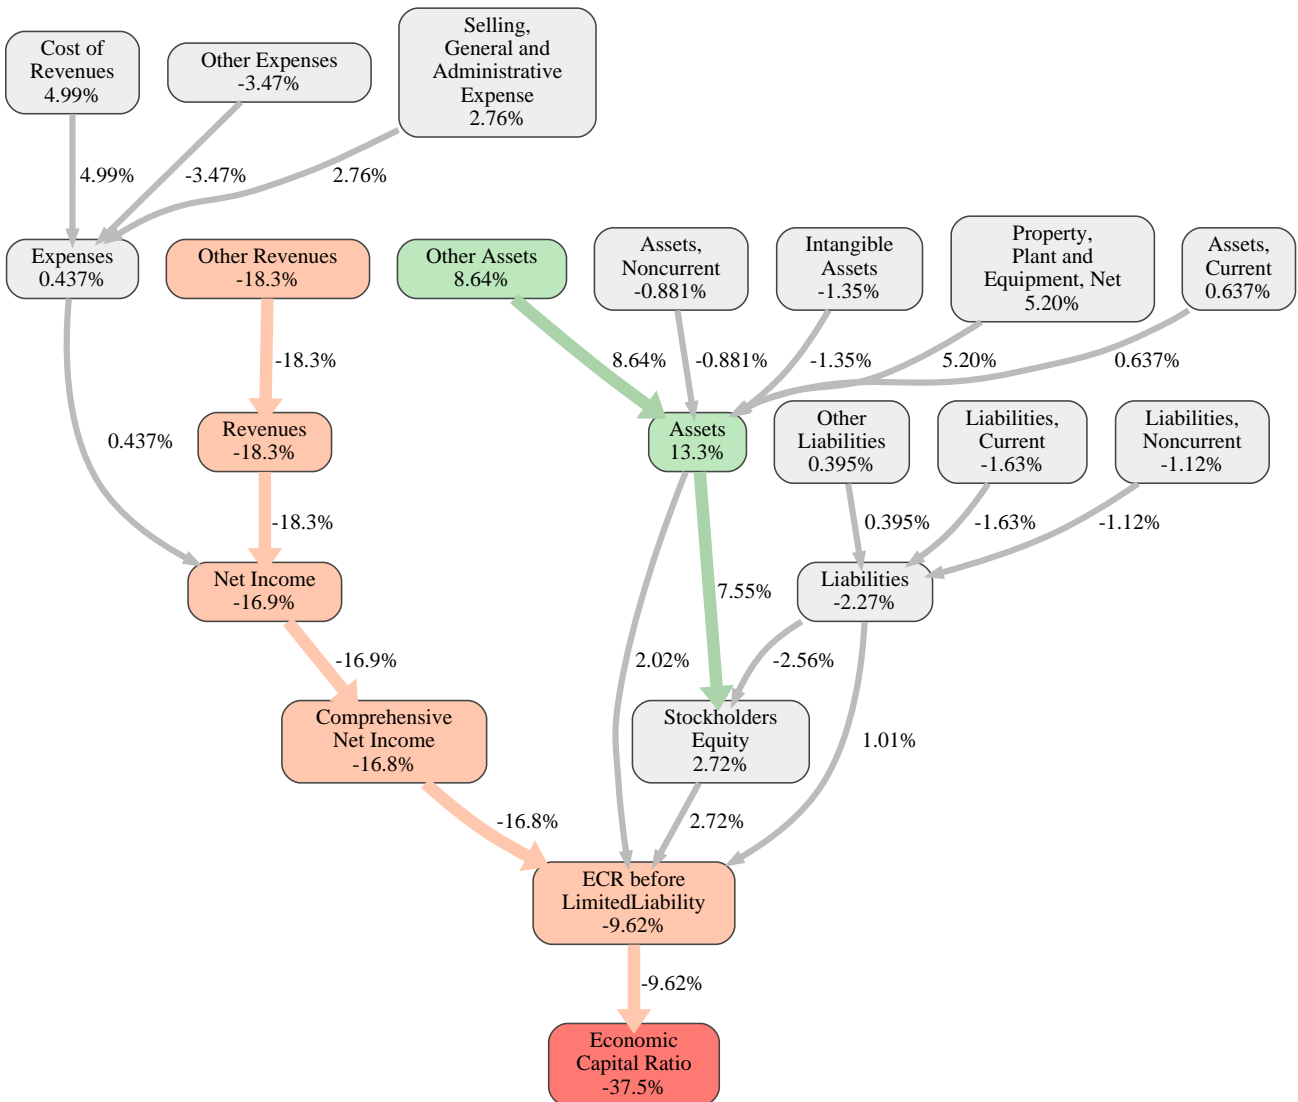 Cost of
Revenues
4.99%
Other Expenses
-3.47%
Selling,
General and
Administrative
Expense
2.76%
4.99%
-3.47%
2.76%
Expenses
0.437%
Other Revenues
-18.3%
Other Assets
8.64%
Assets,
Noncurrent
-0.881%
Intangible
Assets
-1.35%
Property,
Plant and
Equipment, Net
5.20%
Assets,
Current
0.637%
-18.3%
8.64%
-0.881%
-1.35%
5.20%
0.637%
0.437%
Revenues
-18.3%
Assets
13.3%
Other
Liabilities
0.395%
Liabilities,
Current
-1.63%
Liabilities,
Noncurrent
-1.12%
-18.3%
0.395%
-1.63%
-1.12%
Net Income
-16.9%
7.55%
Liabilities
-2.27%
-16.9%
2.02%
-2.56%
1.01%
Comprehensive
Net Income
-16.8%
Stockholders
Equity
2.72%
-16.8%
2.72%
ECR before
LimitedLiability
-9.62%
-9.62%
Economic
Capital Ratio
-37.5%